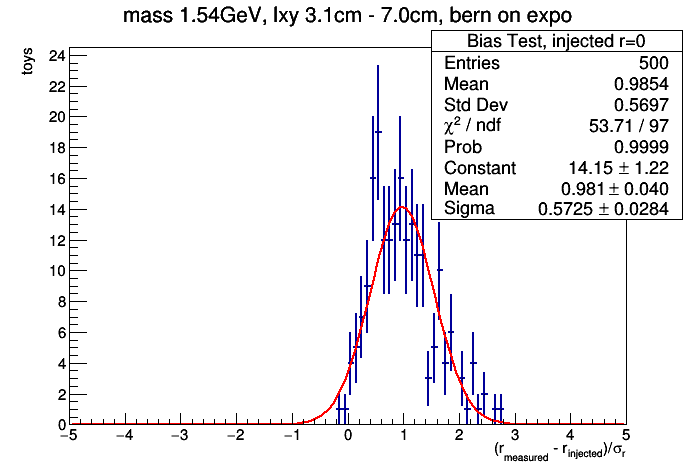 mass 1.54GeV, lxy 3.1cm - 7.0cm, bern on expo
Bias Test, injected r=0
Entries 500
Mean 0.9854
Std Dev 0.5697
χ² / ndf 53.71 / 97
Prob 0.9999
Constant 14.15 ± 1.22
Mean 0.981 ± 0.040
Sigma 0.5725 ± 0.0284
toys
24
22
20
18
16
14
12
10
8
6
4
2
0
−5 −4 −3 −2 −1 0 1 2 3 4 5
(r_measured - r_injected)/σ_r